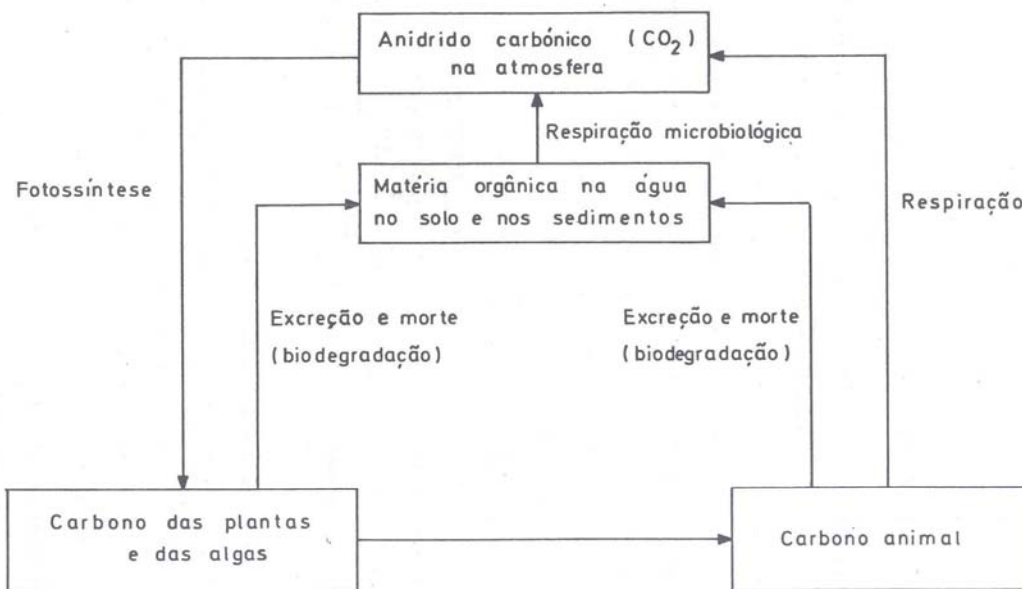 Anidrido carbónico (CO₂)
na atmosfera
Respiração microbiológica
Fotossíntese
Matéria orgânica na água
no solo e nos sedimentos
Respiração
Excreção e morte
(biodegradação)
Excreção e morte
(biodegradação)
Carbono das plantas
e das algas
Carbono animal